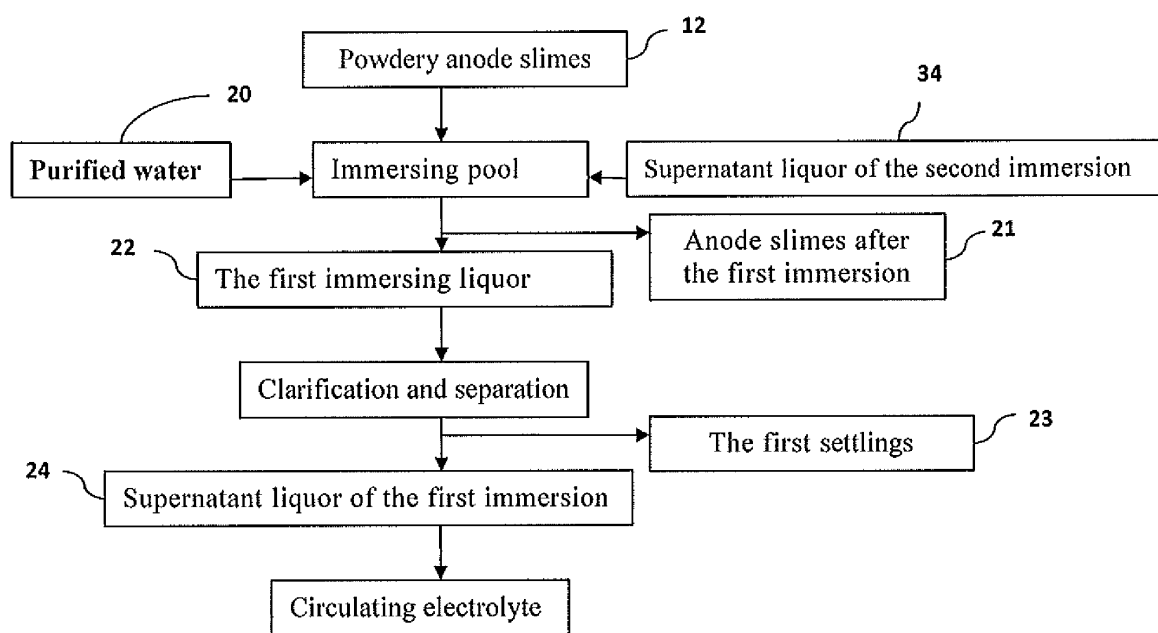 12
Powdery anode slimes
20
34
Purified water
Immersing pool
Supernatant liquor of the second immersion
22
21
Anode slimes after
the first immersion
The first immersing liquor
Clarification and separation
23
The first settlings
24
Supernatant liquor of the first immersion
Circulating electrolyte